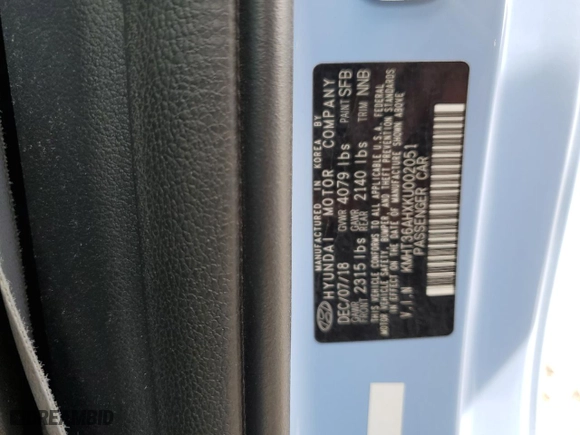 MANUFACTURED IN KOREA BY
HYUNDAI MOTOR COMPANY
DEC/07/18 GVWR 4079 lbs PAINT SFB
GAWR FRONT 2315 lbs GAWR REAR 2140 lbs TRIM NNB
THIS VEHICLE CONFORMS TO ALL APPLICABLE U.S.A. FEDERAL
MOTOR VEHICLE SAFETY, BUMPER, AND THEFT PREVENTION STANDARDS
IN EFFECT ON THE DATE OF MANUFACTURE SHOWN ABOVE
V.I.N KMHT36AHXKU002051
PASSENGER CAR